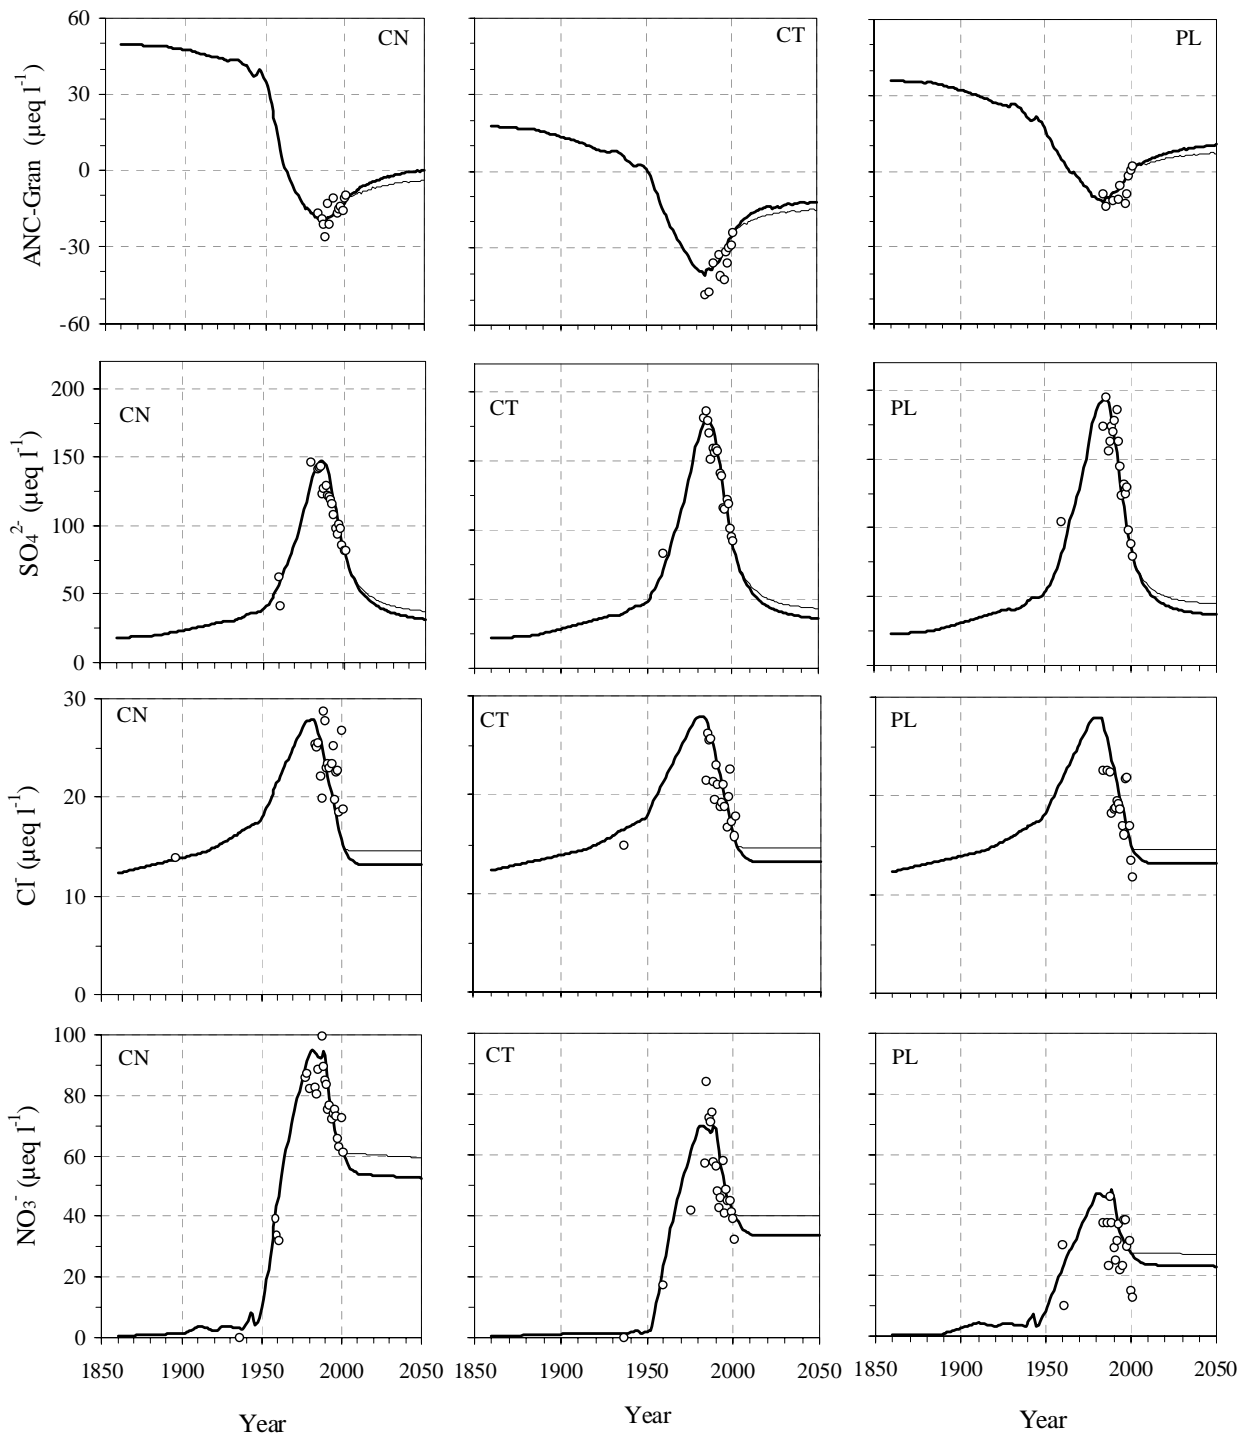 60
30
0
-30
-60
ANC-Gran (µeq l⁻¹)
CN
CT
PL
200
150
100
50
0
SO₄²⁻ (µeq l⁻¹)
CN
CT
PL
30
20
10
0
Cl⁻ (µeq l⁻¹)
CN
CT
PL
100
80
60
40
20
0
NO₃⁻ (µeq l⁻¹)
CN
CT
PL
1850 1900 1950 2000 2050
1850 1900 1950 2000 2050
1850 1900 1950 2000 2050
Year
Year
Year